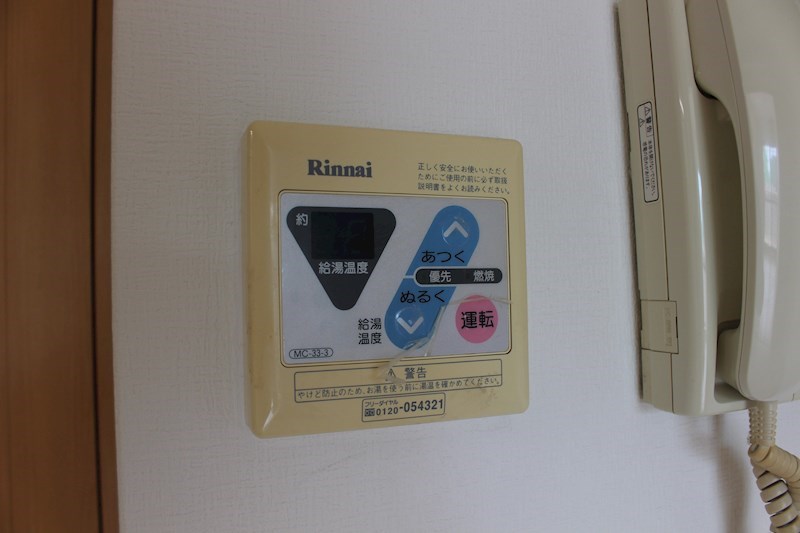 Rinnai
正しく安全にお使いいただく
ためにご使用の前に必ず取扱
説明書をよくお読みください。
約
給湯温度
あつく
優先 燃焼
ぬるく
給湯
温度
運転
MC-33-3
警告
やけど防止のため、お湯を使う前に湯温を確かめてください。
フリーダイヤル
0120-054321
警告